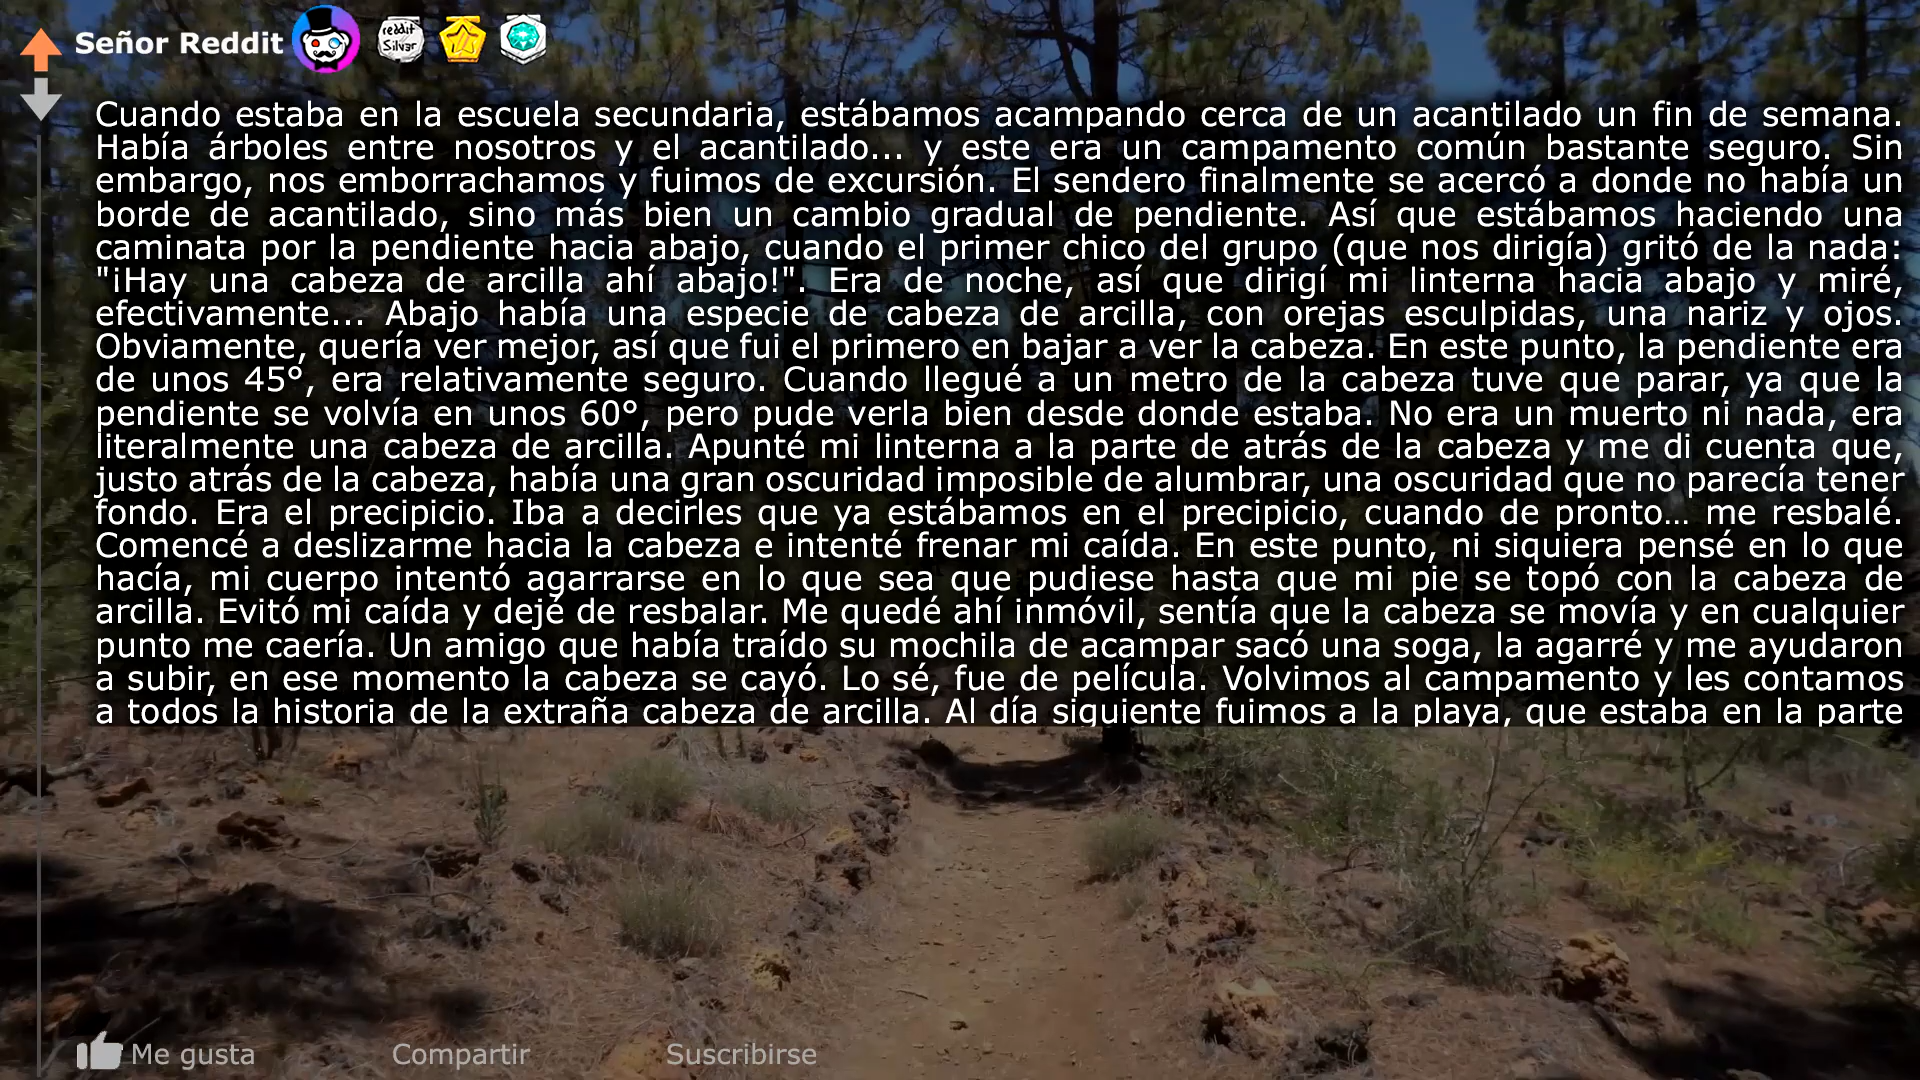 Señor Reddit
reddit
Silv3r
Cuando estaba en la escuela secundaria, estábamos acampando cerca de un acantilado un fin de semana.
Había árboles entre nosotros y el acantilado... y este era un campamento común bastante seguro. Sin
embargo, nos emborrachamos y fuimos de excursión. El sendero finalmente se acercó a donde no había un
borde de acantilado, sino más bien un cambio gradual de pendiente. Así que estábamos haciendo una
caminata por la pendiente hacia abajo, cuando el primer chico del grupo (que nos dirigía) gritó de la nada:
"¡Hay una cabeza de arcilla ahí abajo!". Era de noche, así que dirigí mi linterna hacia abajo y miré,
efectivamente... Abajo había una especie de cabeza de arcilla, con orejas esculpidas, una nariz y ojos.
Obviamente, quería ver mejor, así que fui el primero en bajar a ver la cabeza. En este punto, la pendiente era
de unos 45°, era relativamente seguro. Cuando llegué a un metro de la cabeza tuve que parar, ya que la
pendiente se volvía en unos 60°, pero pude verla bien desde donde estaba. No era un muerto ni nada, era
literalmente una cabeza de arcilla. Apunté mi linterna a la parte de atrás de la cabeza y me di cuenta que,
justo atrás de la cabeza, había una gran oscuridad imposible de alumbrar, una oscuridad que no parecía tener
fondo. Era el precipicio. Iba a decirles que ya estábamos en el precipicio, cuando de pronto... me resbalé.
Comencé a deslizarme hacia la cabeza e intenté frenar mi caída. En este punto, ni siquiera pensé en lo que
hacía, mi cuerpo intentó agarrarse en lo que sea que pudiese hasta que mi pie se topó con la cabeza de
arcilla. Evitó mi caída y dejé de resbalar. Me quedé ahí inmóvil, sentía que la cabeza se movía y en cualquier
punto me caería. Un amigo que había traído su mochila de acampar sacó una soga, la agarré y me ayudaron
a subir, en ese momento la cabeza se cayó. Lo sé, fue de película. Volvimos al campamento y les contamos
a todos la historia de la extraña cabeza de arcilla. Al día siguiente fuimos a la playa, que estaba en la parte
Me gusta
Compartir
Suscribirse